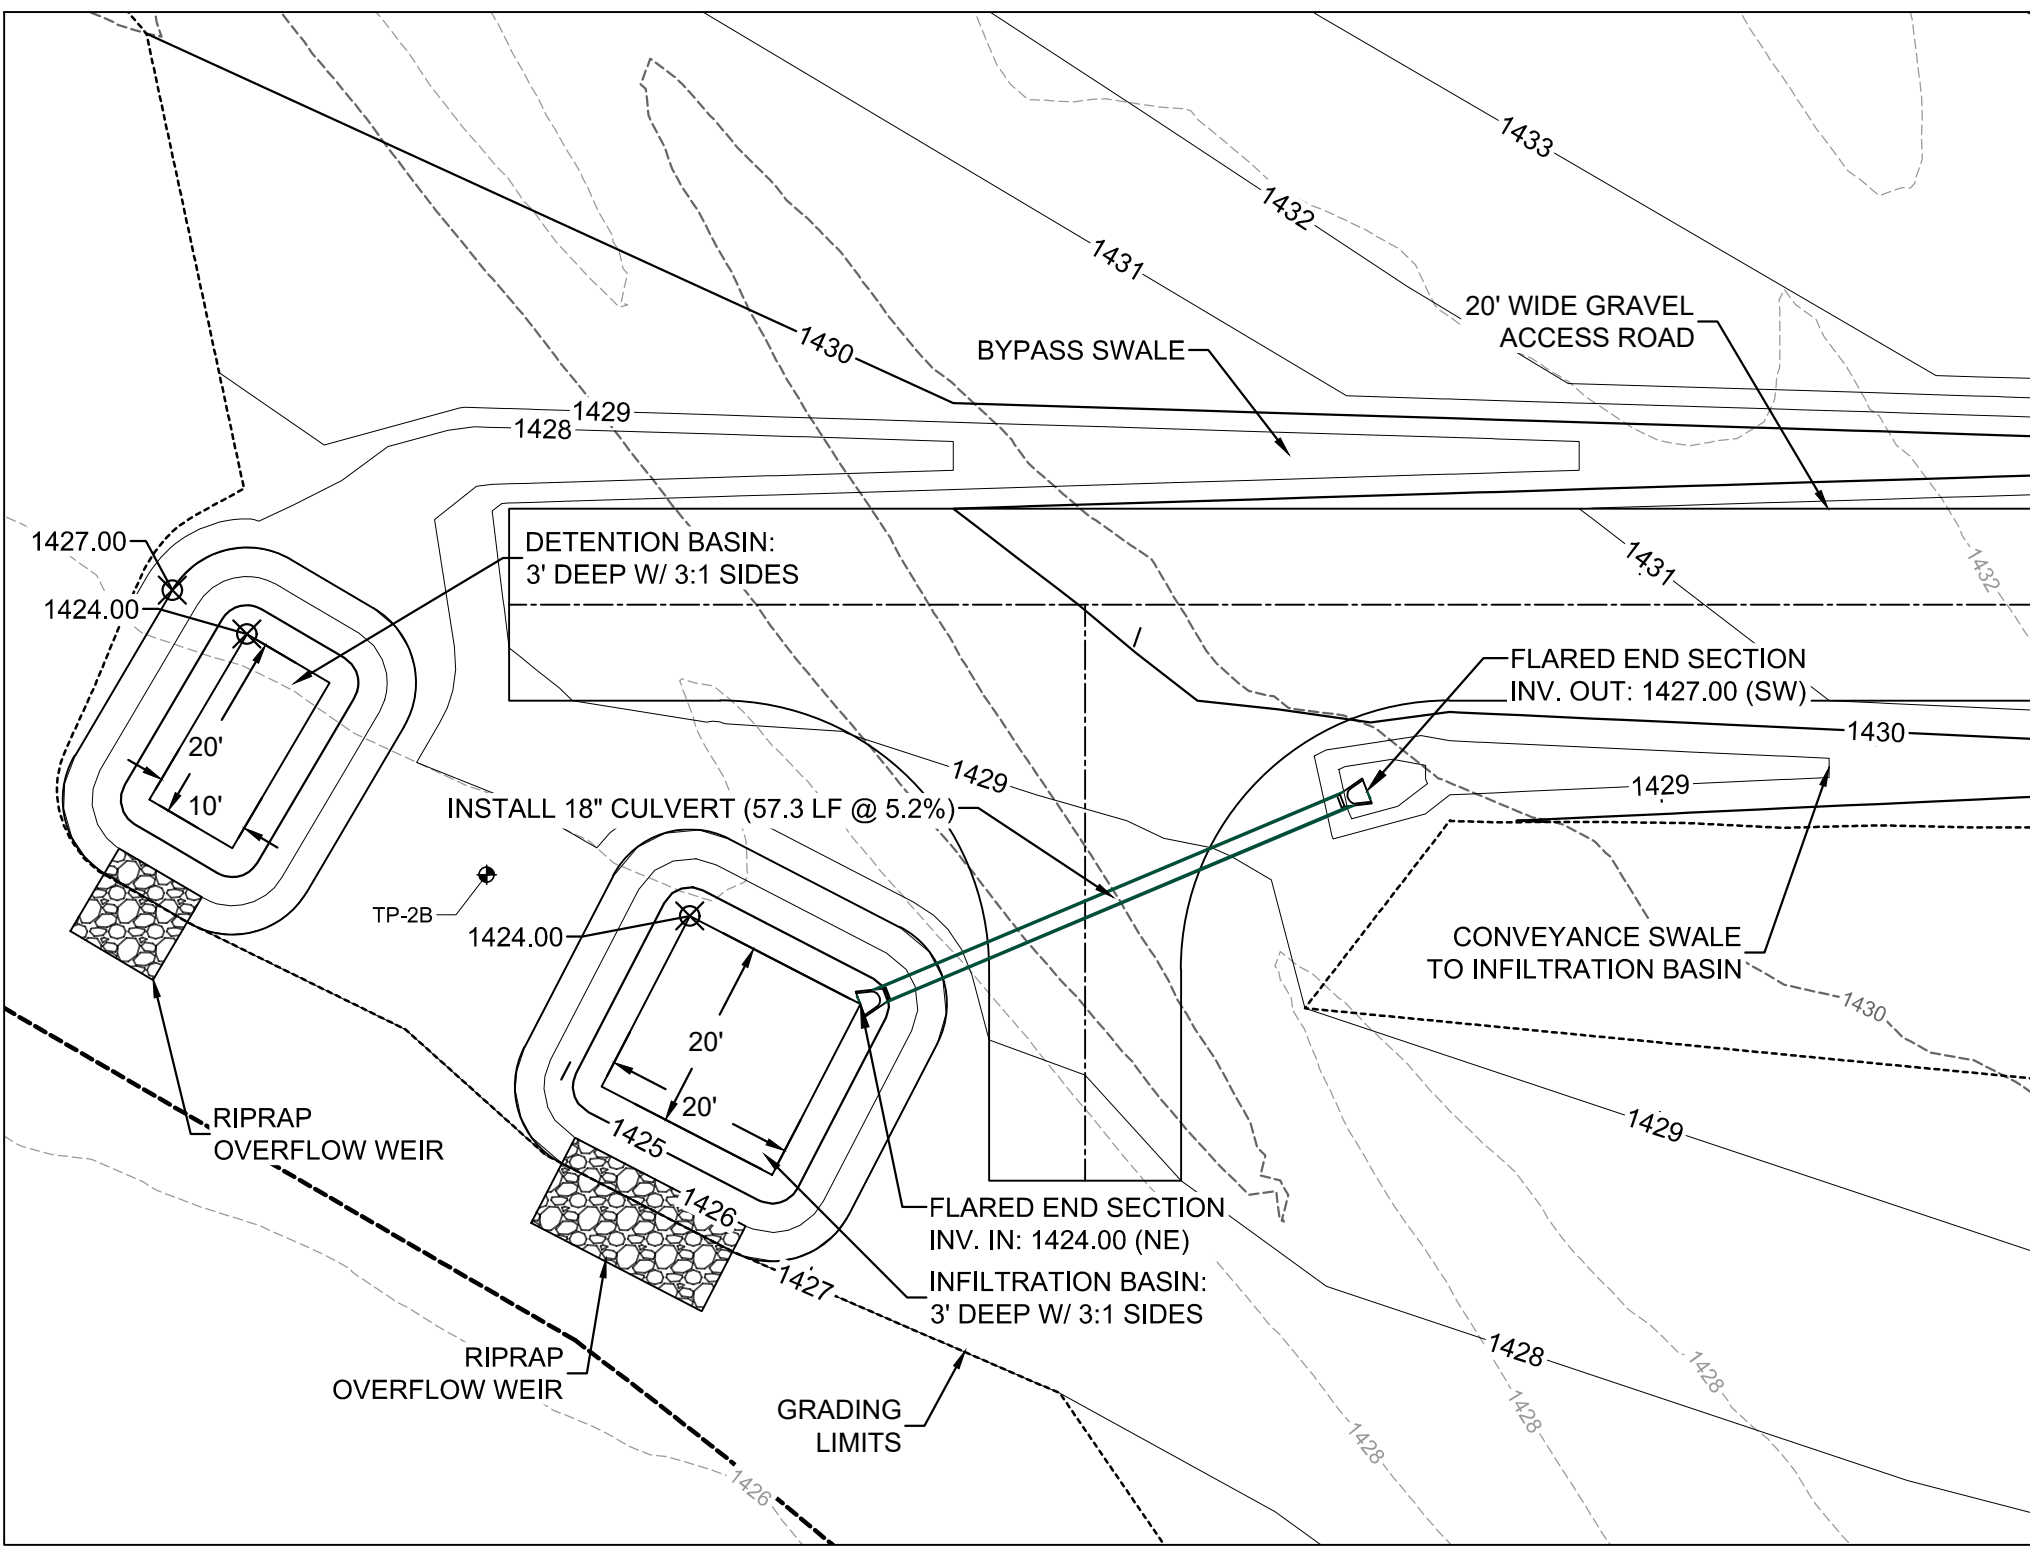 1433
1432
1431
20' WIDE GRAVEL
ACCESS ROAD
1430
BYPASS SWALE
1429
1428
1427.00
DETENTION BASIN:
3' DEEP W/ 3:1 SIDES
1431
1432
1424.00
FLARED END SECTION
INV. OUT: 1427.00 (SW)
1430
20'
10'
1429
1429
INSTALL 18" CULVERT (57.3 LF @ 5.2%)
TP-2B
1424.00
CONVEYANCE SWALE
TO INFILTRATION BASIN
1430
20'
20'
RIPRAP
OVERFLOW WEIR
1425
1429
1426
FLARED END SECTION
INV. IN: 1424.00 (NE)
1427
INFILTRATION BASIN:
3' DEEP W/ 3:1 SIDES
RIPRAP
OVERFLOW WEIR
1428
1428
GRADING
LIMITS
1428
1428
1426